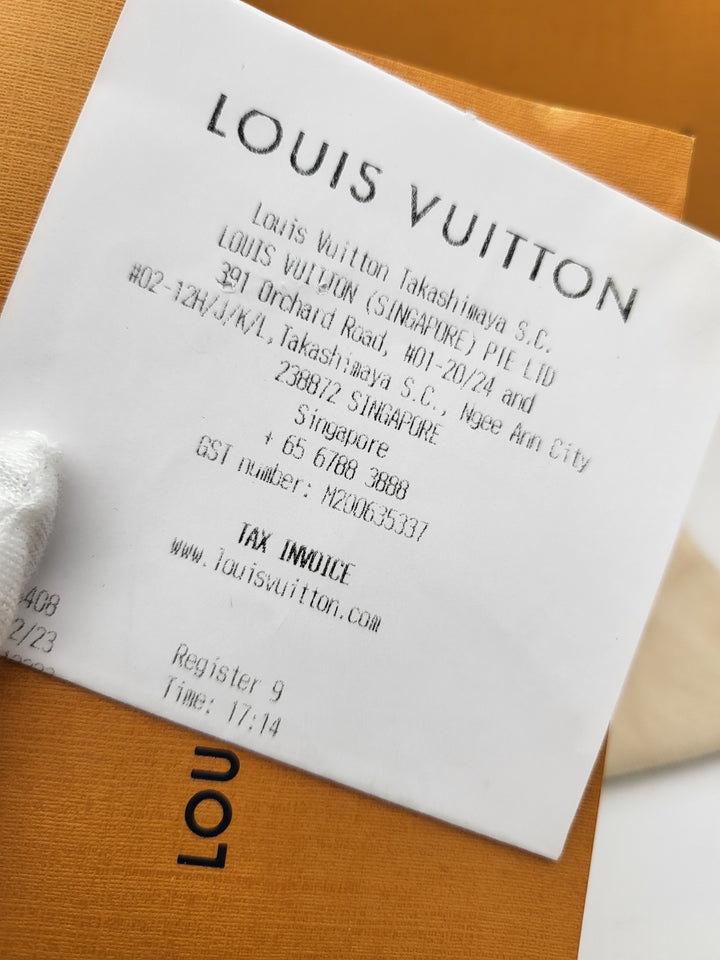 LOUIS VUITTON
Louis Vuitton Takashimaya S.C.
LOUIS VUITTON (SINGAPORE) PTE LTD
391 Orchard Road, #01-20/24 and
#02-12H/J/K/L, Takashimaya S.C., Ngee Ann City
238872 SINGAPORE
Singapore
+ 65 6788 3888
GST number: M200635337
TAX INVOICE
www.louisvuitton.com
408
2/23
Register 9
Time: 17:14
LOU